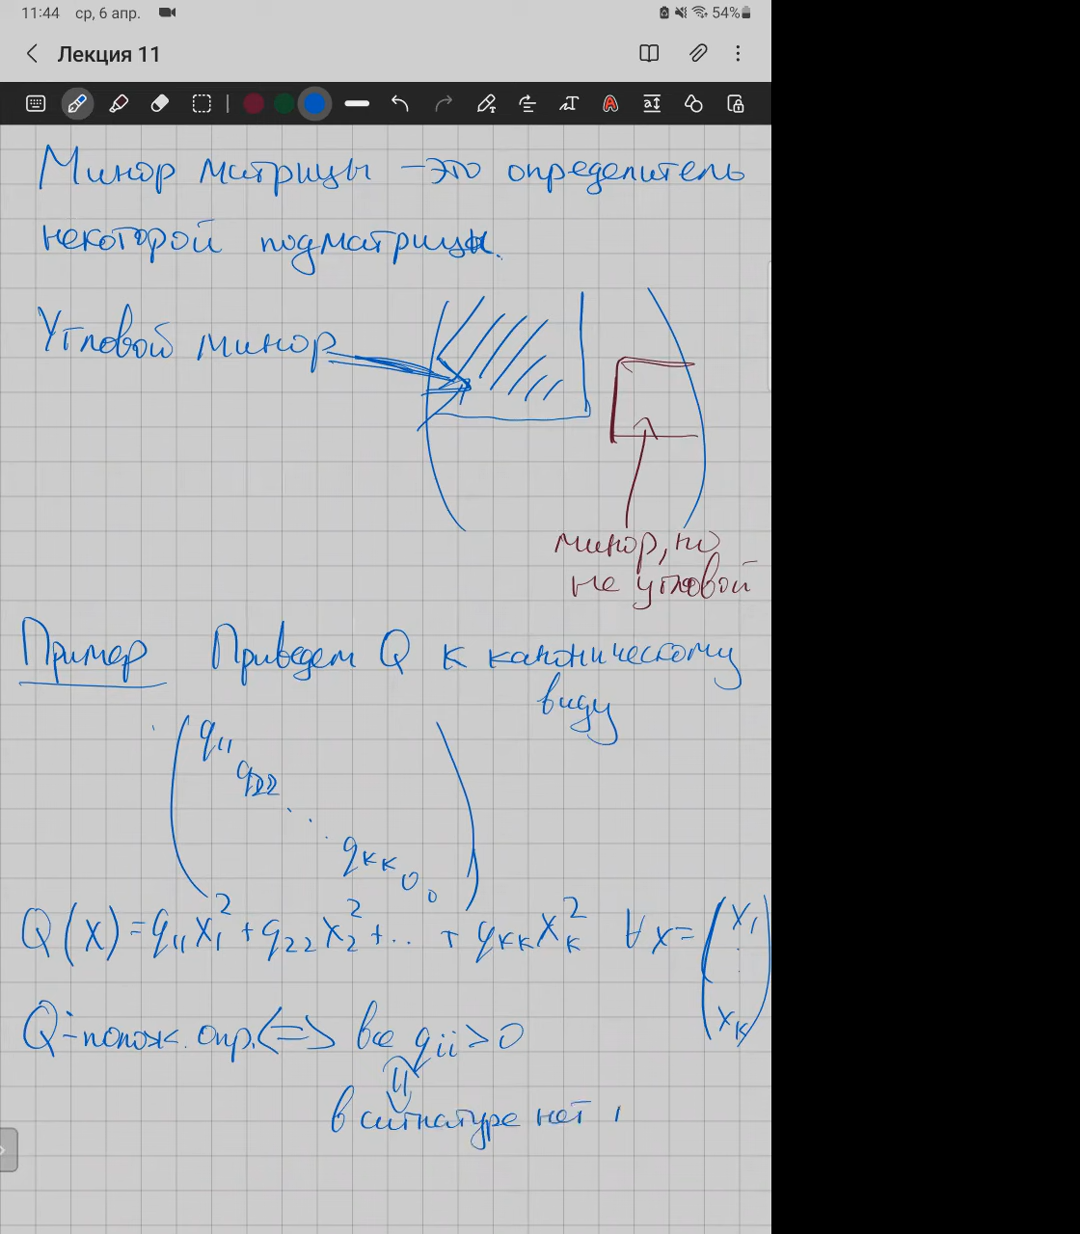 11:44 ср, 6 апр. 54%
Лекция 11
Минор матрицы - это определитель
некоторой подматрицы.
Угловой минор
минор, но
не угловой
Пример Приведем Q к каноническому
виду
q₁₁
q₂₂
⋱
qₖₖ
0
0
Q(x) = q₁₁x₁² + q₂₂x₂² + .. + qₖₖxₖ² ∀ x = (x₁ ⋮ xₖ)
Q - полож. опр. <=> все qᵢᵢ > 0
⇓
в сигнатуре нет